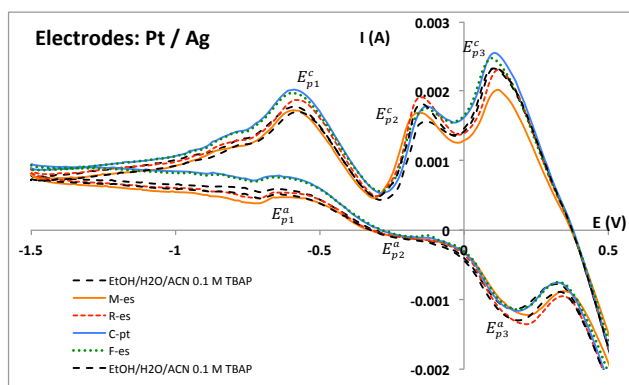 Electrodes: Pt / Ag
I (A)
0.003
0.002
0.001
0
-0.001
-0.002
E (V)
-1.5
-1
-0.5
0
0.5
E^c_p1
E^c_p2
E^c_p3
E^a_p1
E^a_p2
E^a_p3
EtOH/H2O/ACN 0.1 M TBAP
M-es
R-es
C-pt
F-es
EtOH/H2O/ACN 0.1 M TBAP